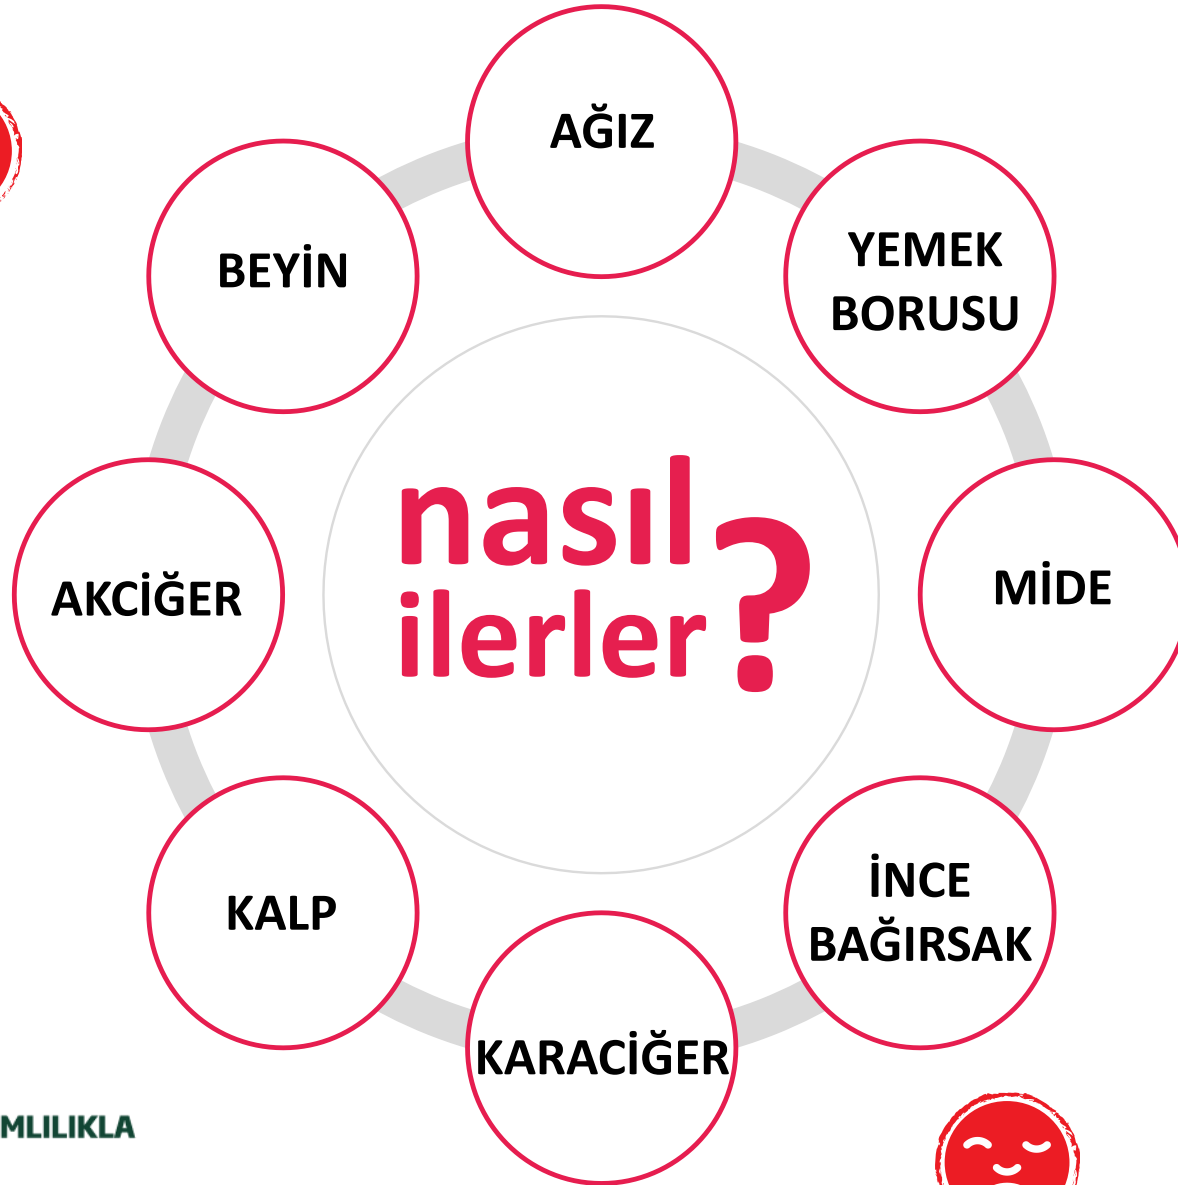 AĞIZ
YEMEK
BORUSU
MİDE
İNCE
BAĞIRSAK
KARACİĞER
KALP
AKCİĞER
BEYİN
nasıl
ilerler?
MLILIKLA